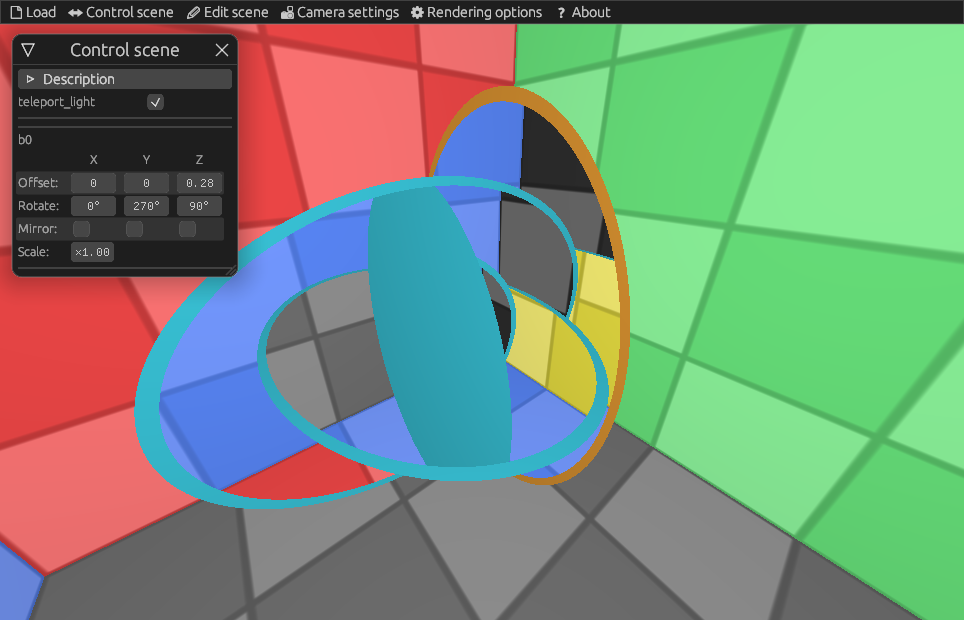 Load Control scene Edit scene Camera settings Rendering options ? About
Control scene
Description
teleport_light
b0
X Y Z
Offset: 0 0 0.28
Rotate: 0° 270° 90°
Mirror:
Scale: ×1.00